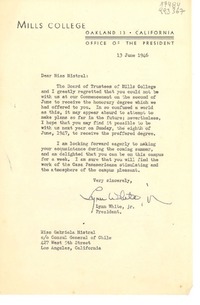 MILLS COLLEGE
OAKLAND 13 · CALIFORNIA
OFFICE OF THE PRESIDENT
13 June 1946
Dear Miss Mistral:
The Board of Trustees of Mills College
and I greatly regretted that you could not be
with us at our Commencement on the second
of June to receive the honorary degree which we
had offered to you. In so confused a world
as this, it may appear absurd to attempt to
make plans so far in the future; nevertheless,
I hope that you may find it possible to be
with us next year on Sunday, the eighth of
June, 1947, to receive the proffered degree.
I am looking forward eagerly to making
your acquaintance during the coming summer,
and am delighted that you can be on this campus
for a week. I am sure that you will find the
work of the Casa Panamericana stimulating and
the atmosphere of the campus pleasant.
Very sincerely,
Lynn White, jr.
Lynn White, jr.
President.
Miss Gabriela Mistral
c/o Consul General of Chile
427 West 5th Street
Los Angeles, California